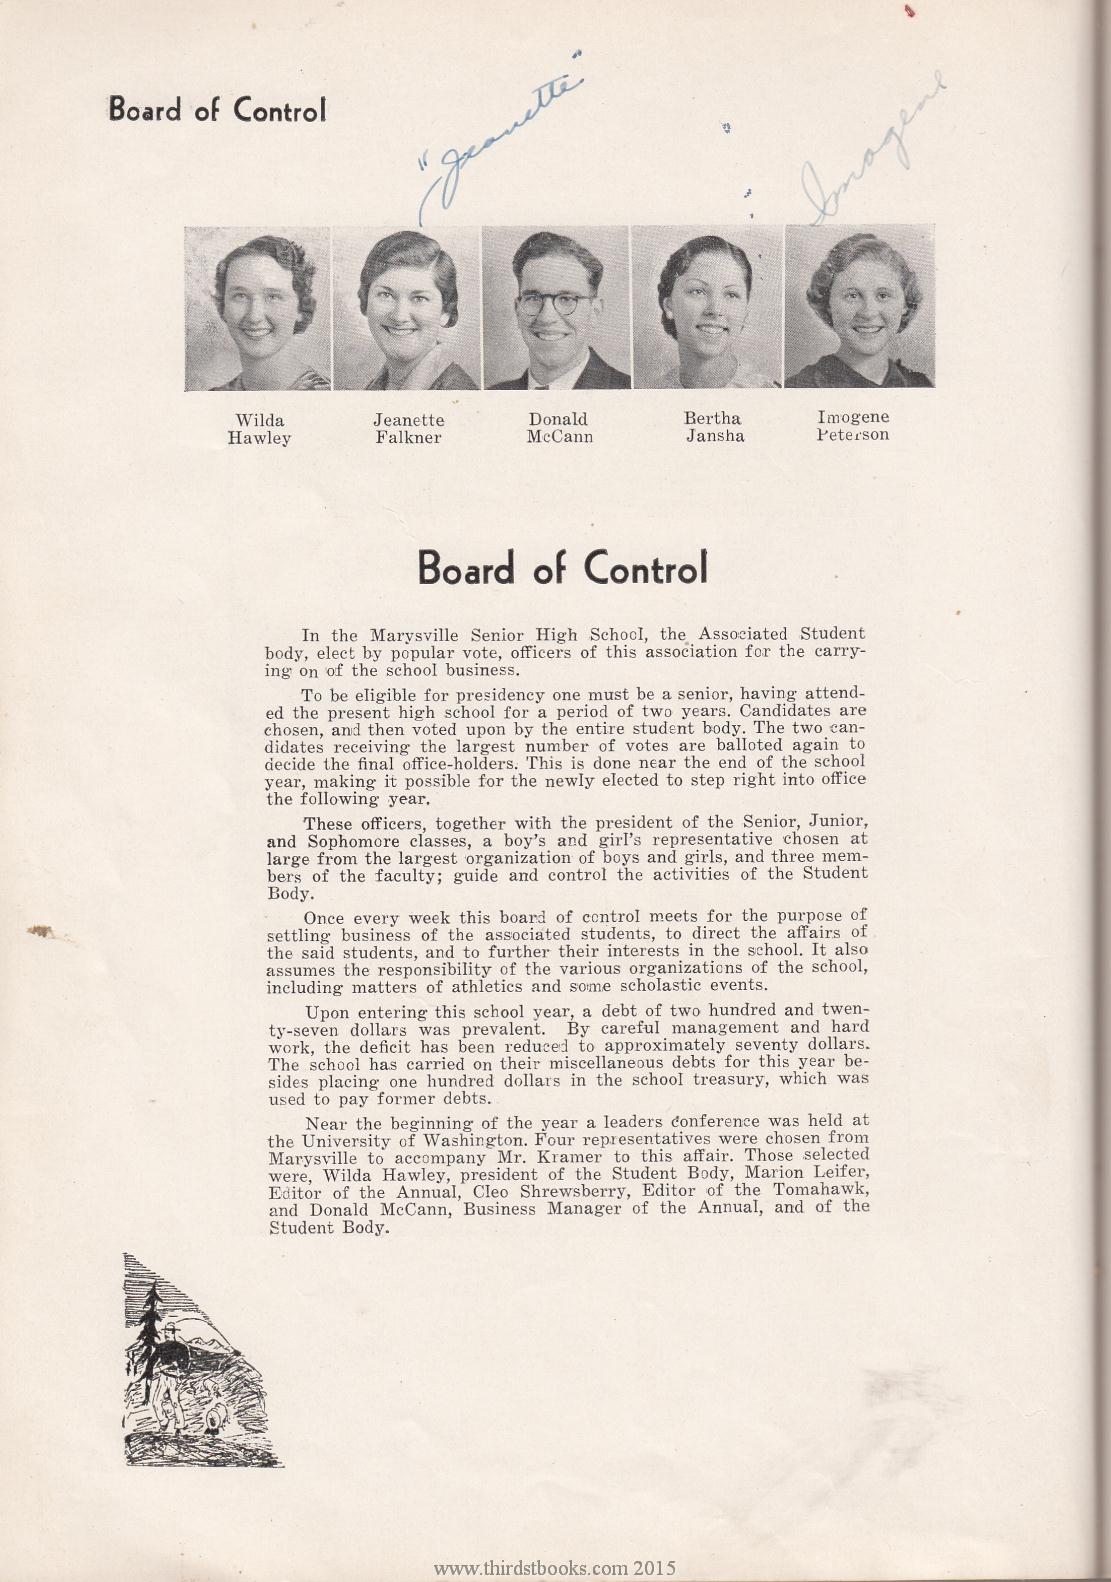 Board of Control
"Jeanette"
Imogene
Wilda
Hawley
Jeanette
Falkner
Donald
McCann
Bertha
Jansha
Imogene
Peterson
Board of Control
In the Marysville Senior High School, the Associated Student
body, elect by popular vote, officers of this association for the carry-
ing on of the school business.
To be eligible for presidency one must be a senior, having attend-
ed the present high school for a period of two years. Candidates are
chosen, and then voted upon by the entire student body. The two can-
didates receiving the largest number of votes are balloted again to
decide the final office-holders. This is done near the end of the school
year, making it possible for the newly elected to step right into office
the following year.
These officers, together with the president of the Senior, Junior,
and Sophomore classes, a boy's and girl's representative chosen at
large from the largest organization of boys and girls, and three mem-
bers of the faculty; guide and control the activities of the Student
Body.
Once every week this board of control meets for the purpose of
settling business of the associated students, to direct the affairs of
the said students, and to further their interests in the school. It also
assumes the responsibility of the various organizations of the school,
including matters of athletics and some scholastic events.
Upon entering this school year, a debt of two hundred and twen-
ty-seven dollars was prevalent. By careful management and hard
work, the deficit has been reduced to approximately seventy dollars.
The school has carried on their miscellaneous debts for this year be-
sides placing one hundred dollars in the school treasury, which was
used to pay former debts.
Near the beginning of the year a leaders conference was held at
the University of Washington. Four representatives were chosen from
Marysville to accompany Mr. Kramer to this affair. Those selected
were, Wilda Hawley, president of the Student Body, Marion Leifer,
Editor of the Annual, Cleo Shrewsberry, Editor of the Tomahawk,
and Donald McCann, Business Manager of the Annual, and of the
Student Body.
www.thirdstbooks.com 2015